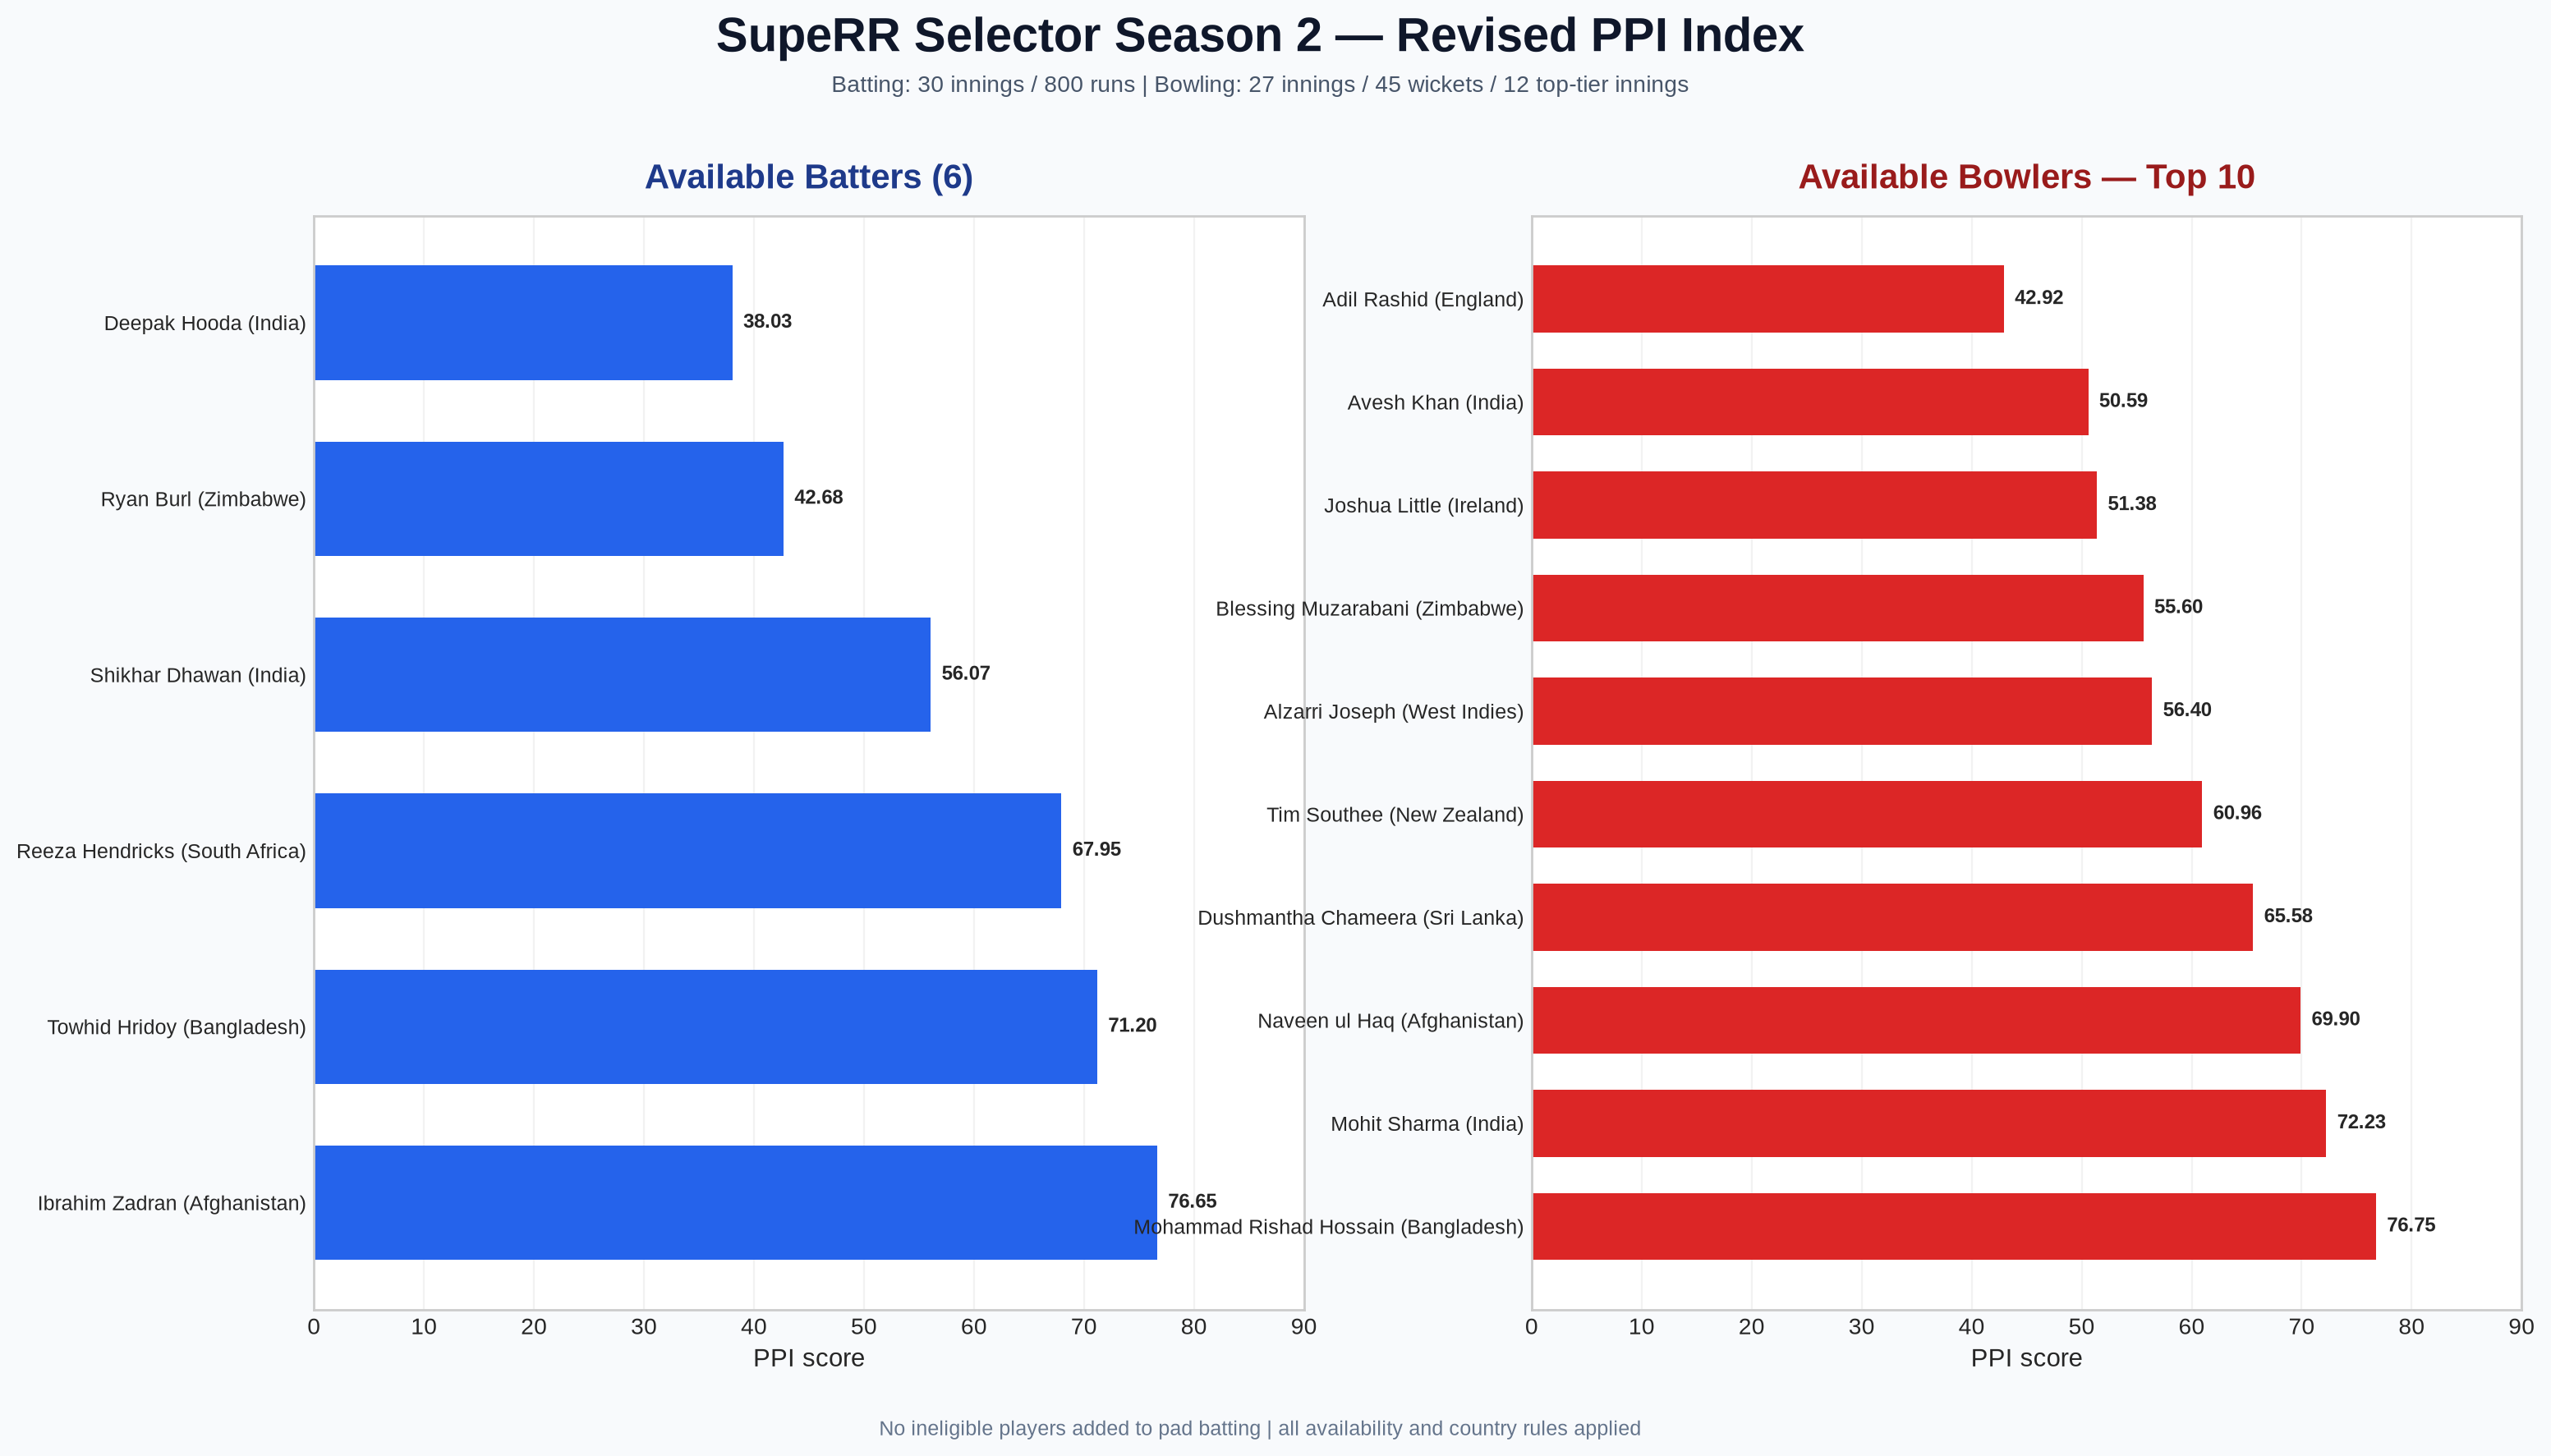 SupeRR Selector Season 2 — Revised PPI Index
Batting: 30 innings / 800 runs | Bowling: 27 innings / 45 wickets / 12 top-tier innings
Available Batters (6)
Deepak Hooda (India) 38.03
Ryan Burl (Zimbabwe) 42.68
Shikhar Dhawan (India) 56.07
Reeza Hendricks (South Africa) 67.95
Towhid Hridoy (Bangladesh) 71.20
Ibrahim Zadran (Afghanistan) 76.65
0 10 20 30 40 50 60 70 80 90
PPI score
Available Bowlers — Top 10
Adil Rashid (England) 42.92
Avesh Khan (India) 50.59
Joshua Little (Ireland) 51.38
Blessing Muzarabani (Zimbabwe) 55.60
Alzarri Joseph (West Indies) 56.40
Tim Southee (New Zealand) 60.96
Dushmantha Chameera (Sri Lanka) 65.58
Naveen ul Haq (Afghanistan) 69.90
Mohit Sharma (India) 72.23
Mohammad Rishad Hossain (Bangladesh) 76.75
0 10 20 30 40 50 60 70 80 90
PPI score
No ineligible players added to pad batting | all availability and country rules applied